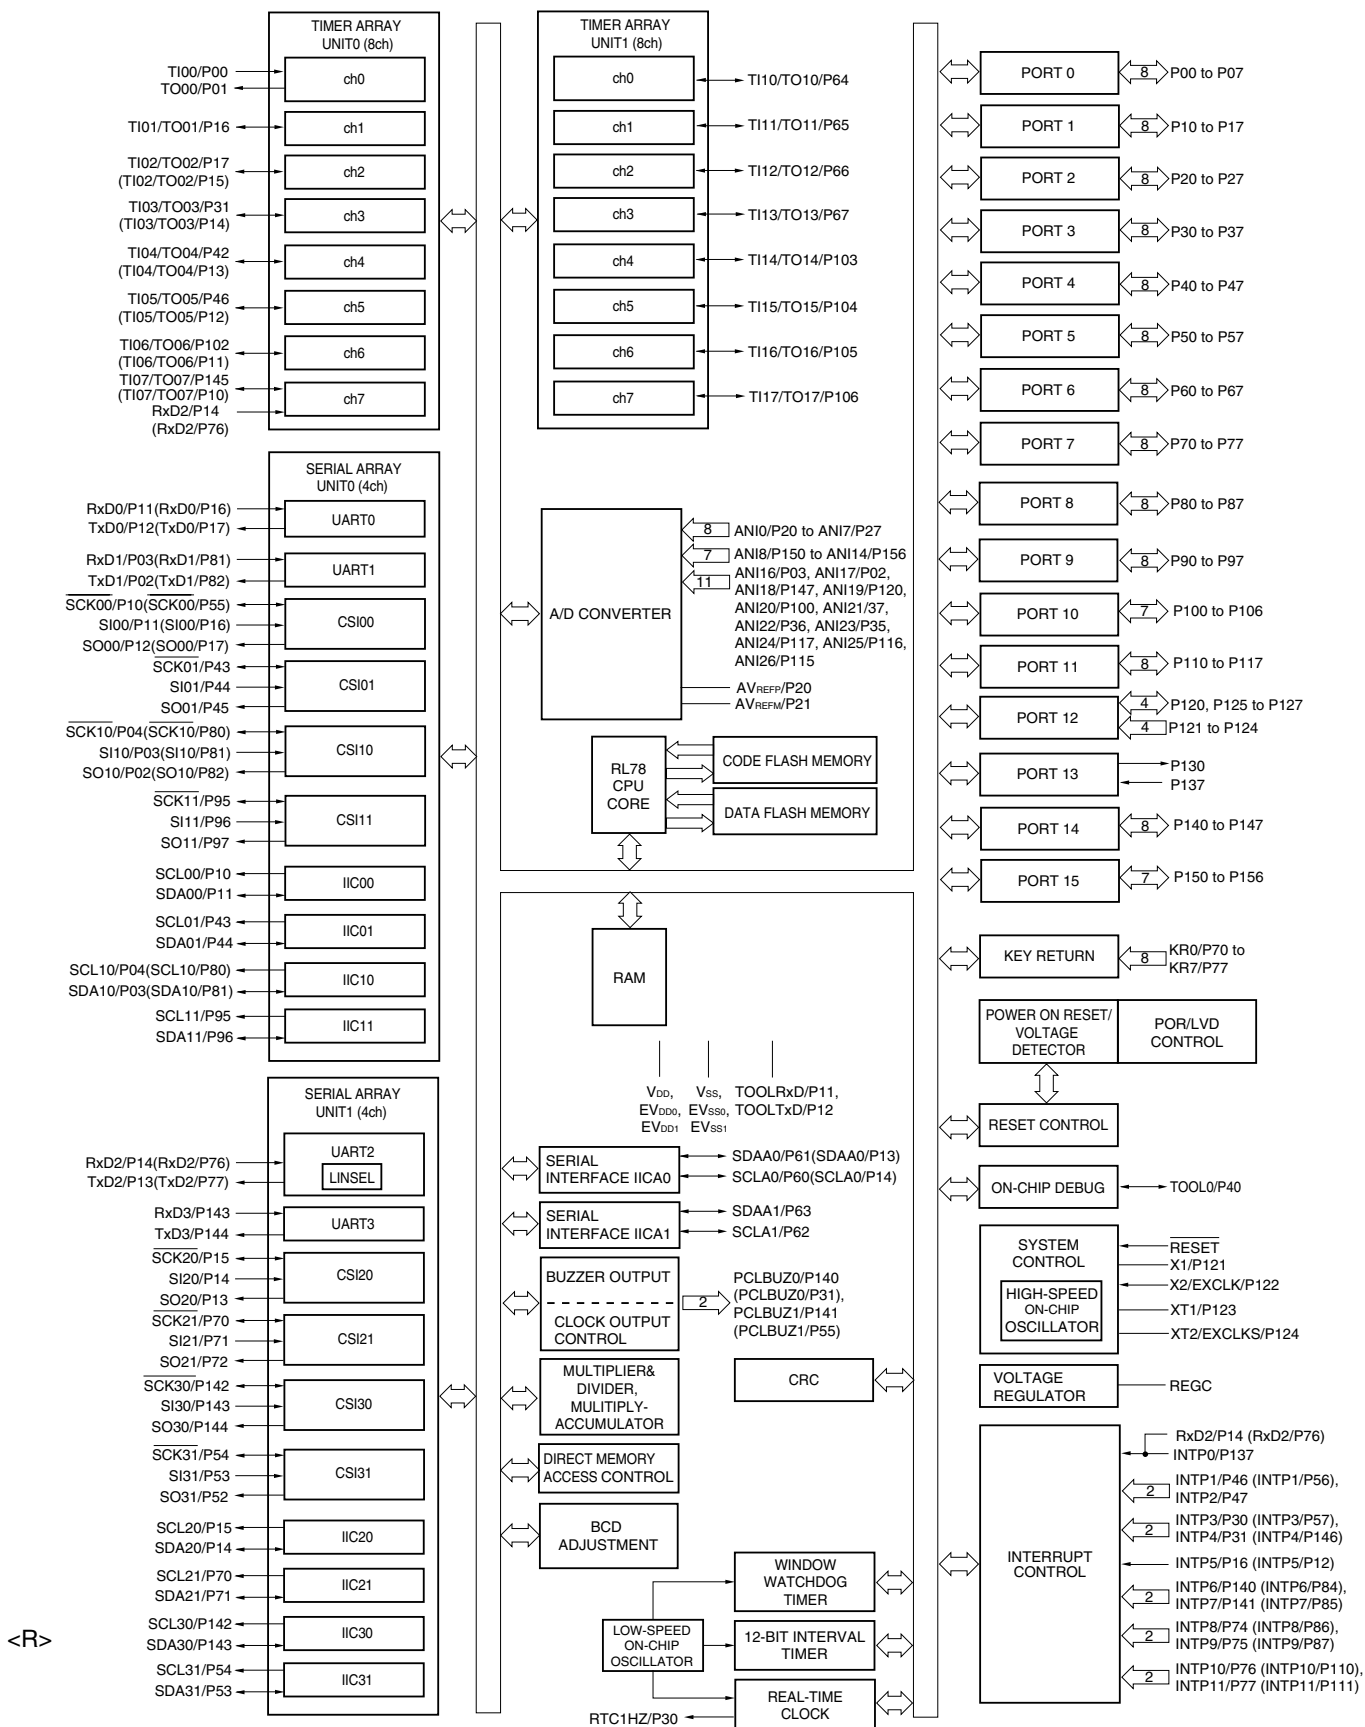 TIMER ARRAY
UNIT0 (8ch)
TI00/P00
TO00/P01
ch0
TI01/TO01/P16
ch1
TI02/TO02/P17
(TI02/TO02/P15)
ch2
TI03/TO03/P31
(TI03/TO03/P14)
ch3
TI04/TO04/P42
(TI04/TO04/P13)
ch4
TI05/TO05/P46
(TI05/TO05/P12)
ch5
TI06/TO06/P102
(TI06/TO06/P11)
ch6
TI07/TO07/P145
(TI07/TO07/P10)
RxD2/P14
(RxD2/P76)
ch7
SERIAL ARRAY
UNIT0 (4ch)
RxD0/P11(RxD0/P16)
TxD0/P12(TxD0/P17)
UART0
RxD1/P03(RxD1/P81)
TxD1/P02(TxD1/P82)
UART1
SCK00/P10(SCK00/P55)
SI00/P11(SI00/P16)
SO00/P12(SO00/P17)
CSI00
SCK01/P43
SI01/P44
SO01/P45
CSI01
SCK10/P04(SCK10/P80)
SI10/P03(SI10/P81)
SO10/P02(SO10/P82)
CSI10
SCK11/P95
SI11/P96
SO11/P97
CSI11
SCL00/P10
SDA00/P11
IIC00
SCL01/P43
SDA01/P44
IIC01
SCL10/P04(SCL10/P80)
SDA10/P03(SDA10/P81)
IIC10
SCL11/P95
SDA11/P96
IIC11
SERIAL ARRAY
UNIT1 (4ch)
RxD2/P14(RxD2/P76)
TxD2/P13(TxD2/P77)
UART2
LINSEL
RxD3/P143
TxD3/P144
UART3
SCK20/P15
SI20/P14
SO20/P13
CSI20
SCK21/P70
SI21/P71
SO21/P72
CSI21
SCK30/P142
SI30/P143
SO30/P144
CSI30
SCK31/P54
SI31/P53
SO31/P52
CSI31
SCL20/P15
SDA20/P14
IIC20
SCL21/P70
SDA21/P71
IIC21
<R>
SCL30/P142
SDA30/P143
IIC30
SCL31/P54
SDA31/P53
IIC31
TIMER ARRAY
UNIT1 (8ch)
ch0
TI10/TO10/P64
ch1
TI11/TO11/P65
ch2
TI12/TO12/P66
ch3
TI13/TO13/P67
ch4
TI14/TO14/P103
ch5
TI15/TO15/P104
ch6
TI16/TO16/P105
ch7
TI17/TO17/P106
A/D CONVERTER
8
ANI0/P20 to ANI7/P27
7
ANI8/P150 to ANI14/P156
11
ANI16/P03, ANI17/P02,
ANI18/P147, ANI19/P120,
ANI20/P100, ANI21/37,
ANI22/P36, ANI23/P35,
ANI24/P117, ANI25/P116,
ANI26/P115
AVREFP/P20
AVREFM/P21
RL78
CPU
CORE
CODE FLASH MEMORY
DATA FLASH MEMORY
RAM
VDD,
EVDD0,
EVDD1
VSS,
EVSS0,
EVSS1
TOOLRxD/P11,
TOOLTxD/P12
SERIAL
INTERFACE IICA0
SDAA0/P61(SDAA0/P13)
SCLA0/P60(SCLA0/P14)
SERIAL
INTERFACE IICA1
SDAA1/P63
SCLA1/P62
BUZZER OUTPUT
CLOCK OUTPUT
CONTROL
2
PCLBUZ0/P140
(PCLBUZ0/P31),
PCLBUZ1/P141
(PCLBUZ1/P55)
MULTIPLIER&
DIVIDER,
MULITIPLY-
ACCUMULATOR
CRC
DIRECT MEMORY
ACCESS CONTROL
BCD
ADJUSTMENT
WINDOW
WATCHDOG
TIMER
LOW-SPEED
ON-CHIP
OSCILLATOR
12-BIT INTERVAL
TIMER
REAL-TIME
CLOCK
RTC1HZ/P30
PORT 0
8
P00 to P07
PORT 1
8
P10 to P17
PORT 2
8
P20 to P27
PORT 3
8
P30 to P37
PORT 4
8
P40 to P47
PORT 5
8
P50 to P57
PORT 6
8
P60 to P67
PORT 7
8
P70 to P77
PORT 8
8
P80 to P87
PORT 9
8
P90 to P97
PORT 10
7
P100 to P106
PORT 11
8
P110 to P117
PORT 12
4
P120, P125 to P127
4
P121 to P124
PORT 13
P130
P137
PORT 14
8
P140 to P147
PORT 15
7
P150 to P156
KEY RETURN
8
KR0/P70 to
KR7/P77
POWER ON RESET/
VOLTAGE
DETECTOR
POR/LVD
CONTROL
RESET CONTROL
ON-CHIP DEBUG
TOOL0/P40
SYSTEM
CONTROL
HIGH-SPEED
ON-CHIP
OSCILLATOR
RESET
X1/P121
X2/EXCLK/P122
XT1/P123
XT2/EXCLKS/P124
VOLTAGE
REGULATOR
REGC
INTERRUPT
CONTROL
RxD2/P14 (RxD2/P76)
INTP0/P137
2
INTP1/P46 (INTP1/P56),
INTP2/P47
2
INTP3/P30 (INTP3/P57),
INTP4/P31 (INTP4/P146)
INTP5/P16 (INTP5/P12)
2
INTP6/P140 (INTP6/P84),
INTP7/P141 (INTP7/P85)
2
INTP8/P74 (INTP8/P86),
INTP9/P75 (INTP9/P87)
2
INTP10/P76 (INTP10/P110),
INTP11/P77 (INTP11/P111)